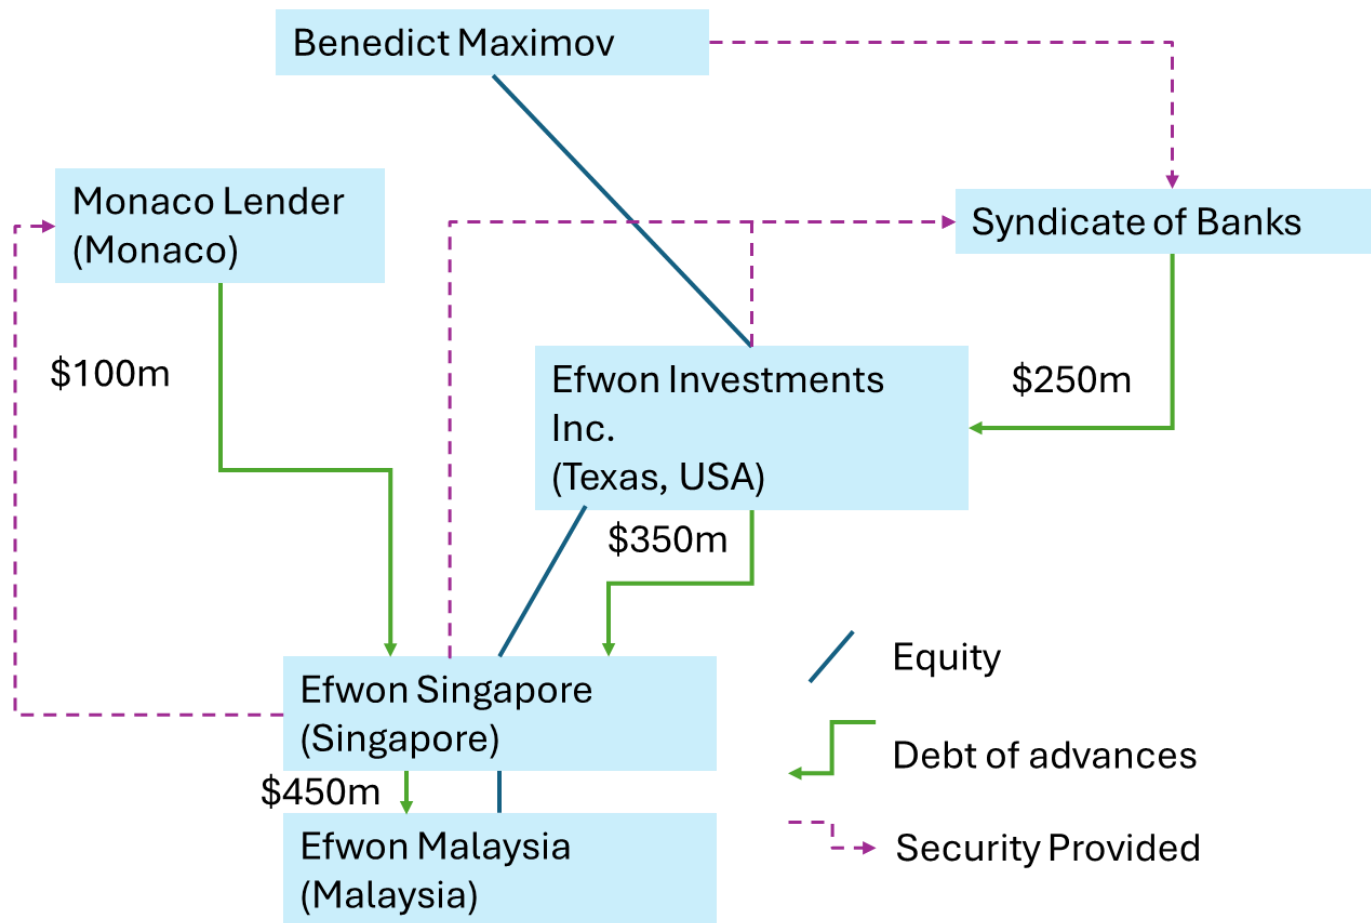 Benedict Maximov
Monaco Lender
(Monaco)
Syndicate of Banks
$100m
Efwon Investments
Inc.
(Texas, USA)
$250m
$350m
Efwon Singapore
(Singapore)
$450m
Efwon Malaysia
(Malaysia)
Equity
Debt of advances
Security Provided